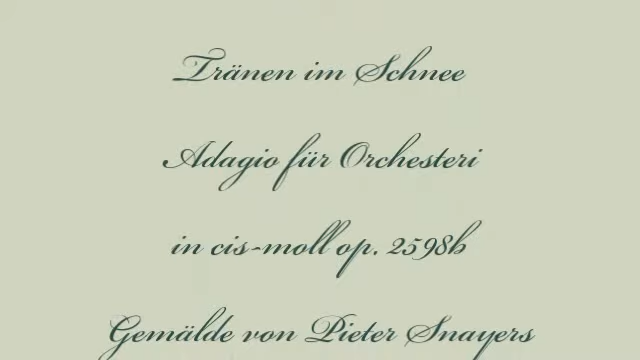 Tränen im Schnee
Adagio für Orchesteri
in cis-moll op. 2598b
Gemälde von Pieter Snayers